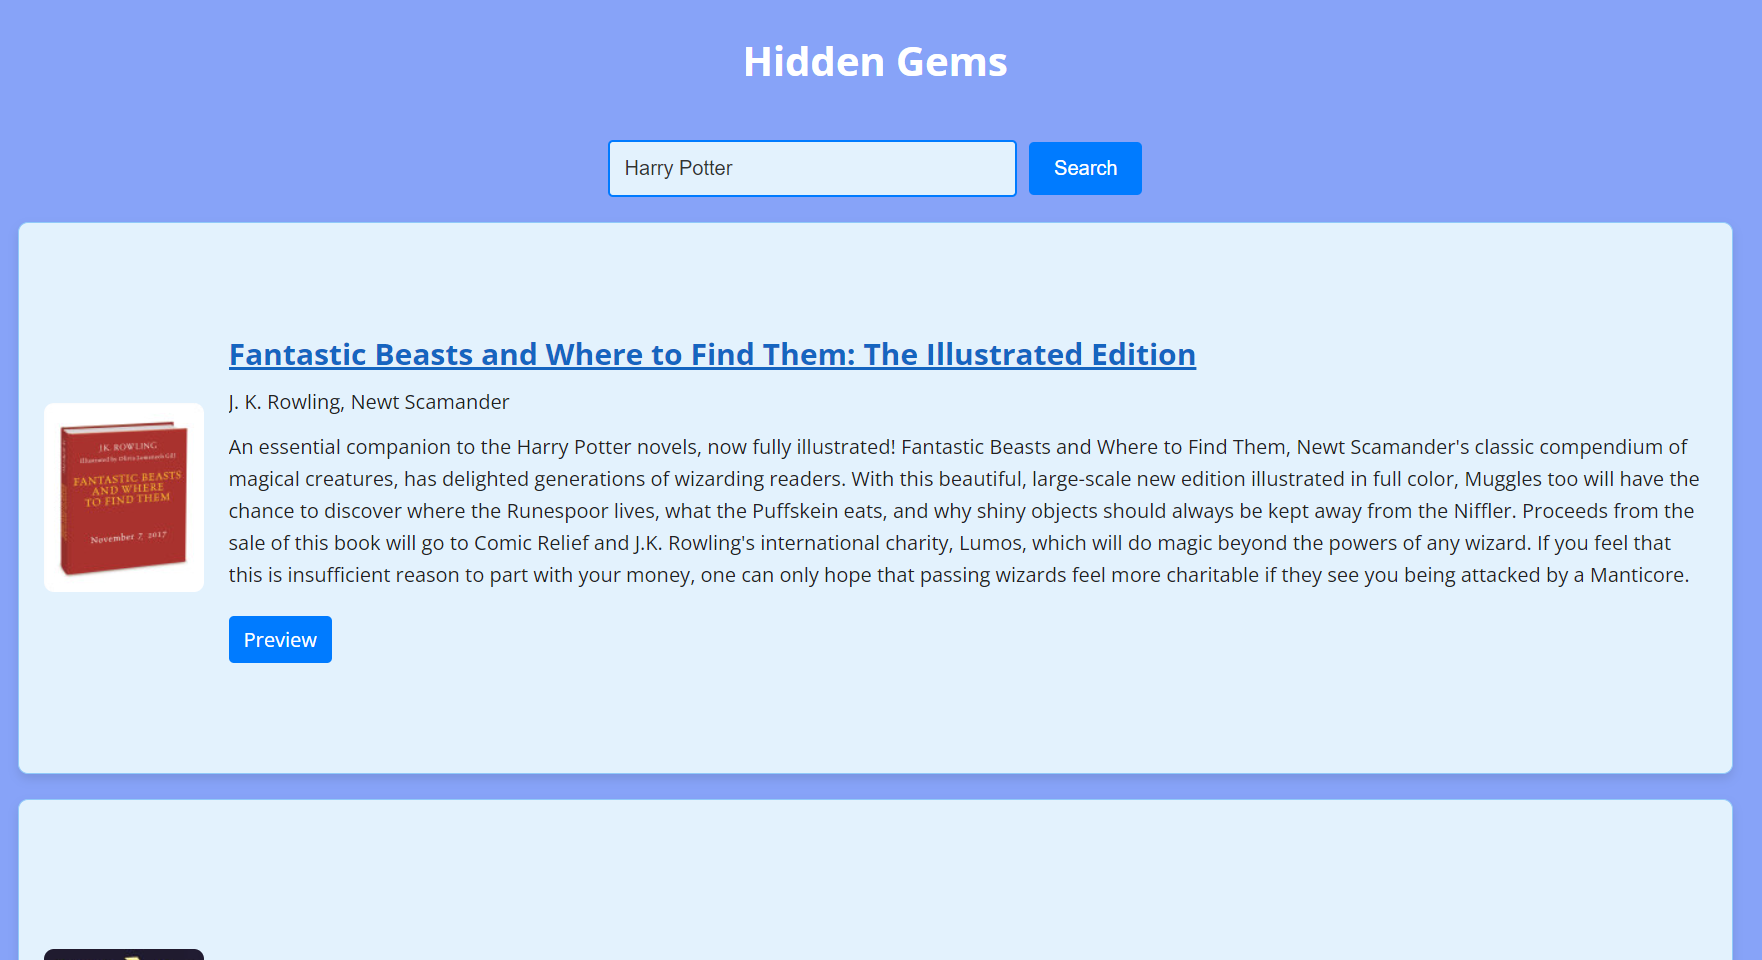 Hidden Gems
Harry Potter
Search
Fantastic Beasts and Where to Find Them: The Illustrated Edition
J. K. Rowling, Newt Scamander
An essential companion to the Harry Potter novels, now fully illustrated! Fantastic Beasts and Where to Find Them, Newt Scamander's classic compendium of
magical creatures, has delighted generations of wizarding readers. With this beautiful, large-scale new edition illustrated in full color, Muggles too will have the
chance to discover where the Runespoor lives, what the Puffskein eats, and why shiny objects should always be kept away from the Niffler. Proceeds from the
sale of this book will go to Comic Relief and J.K. Rowling's international charity, Lumos, which will do magic beyond the powers of any wizard. If you feel that
this is insufficient reason to part with your money, one can only hope that passing wizards feel more charitable if they see you being attacked by a Manticore.
J.K. ROWLING
illustrated by Olivia Lomenech Gill
FANTASTIC BEASTS
AND WHERE
TO FIND THEM
November 7, 2017
Preview